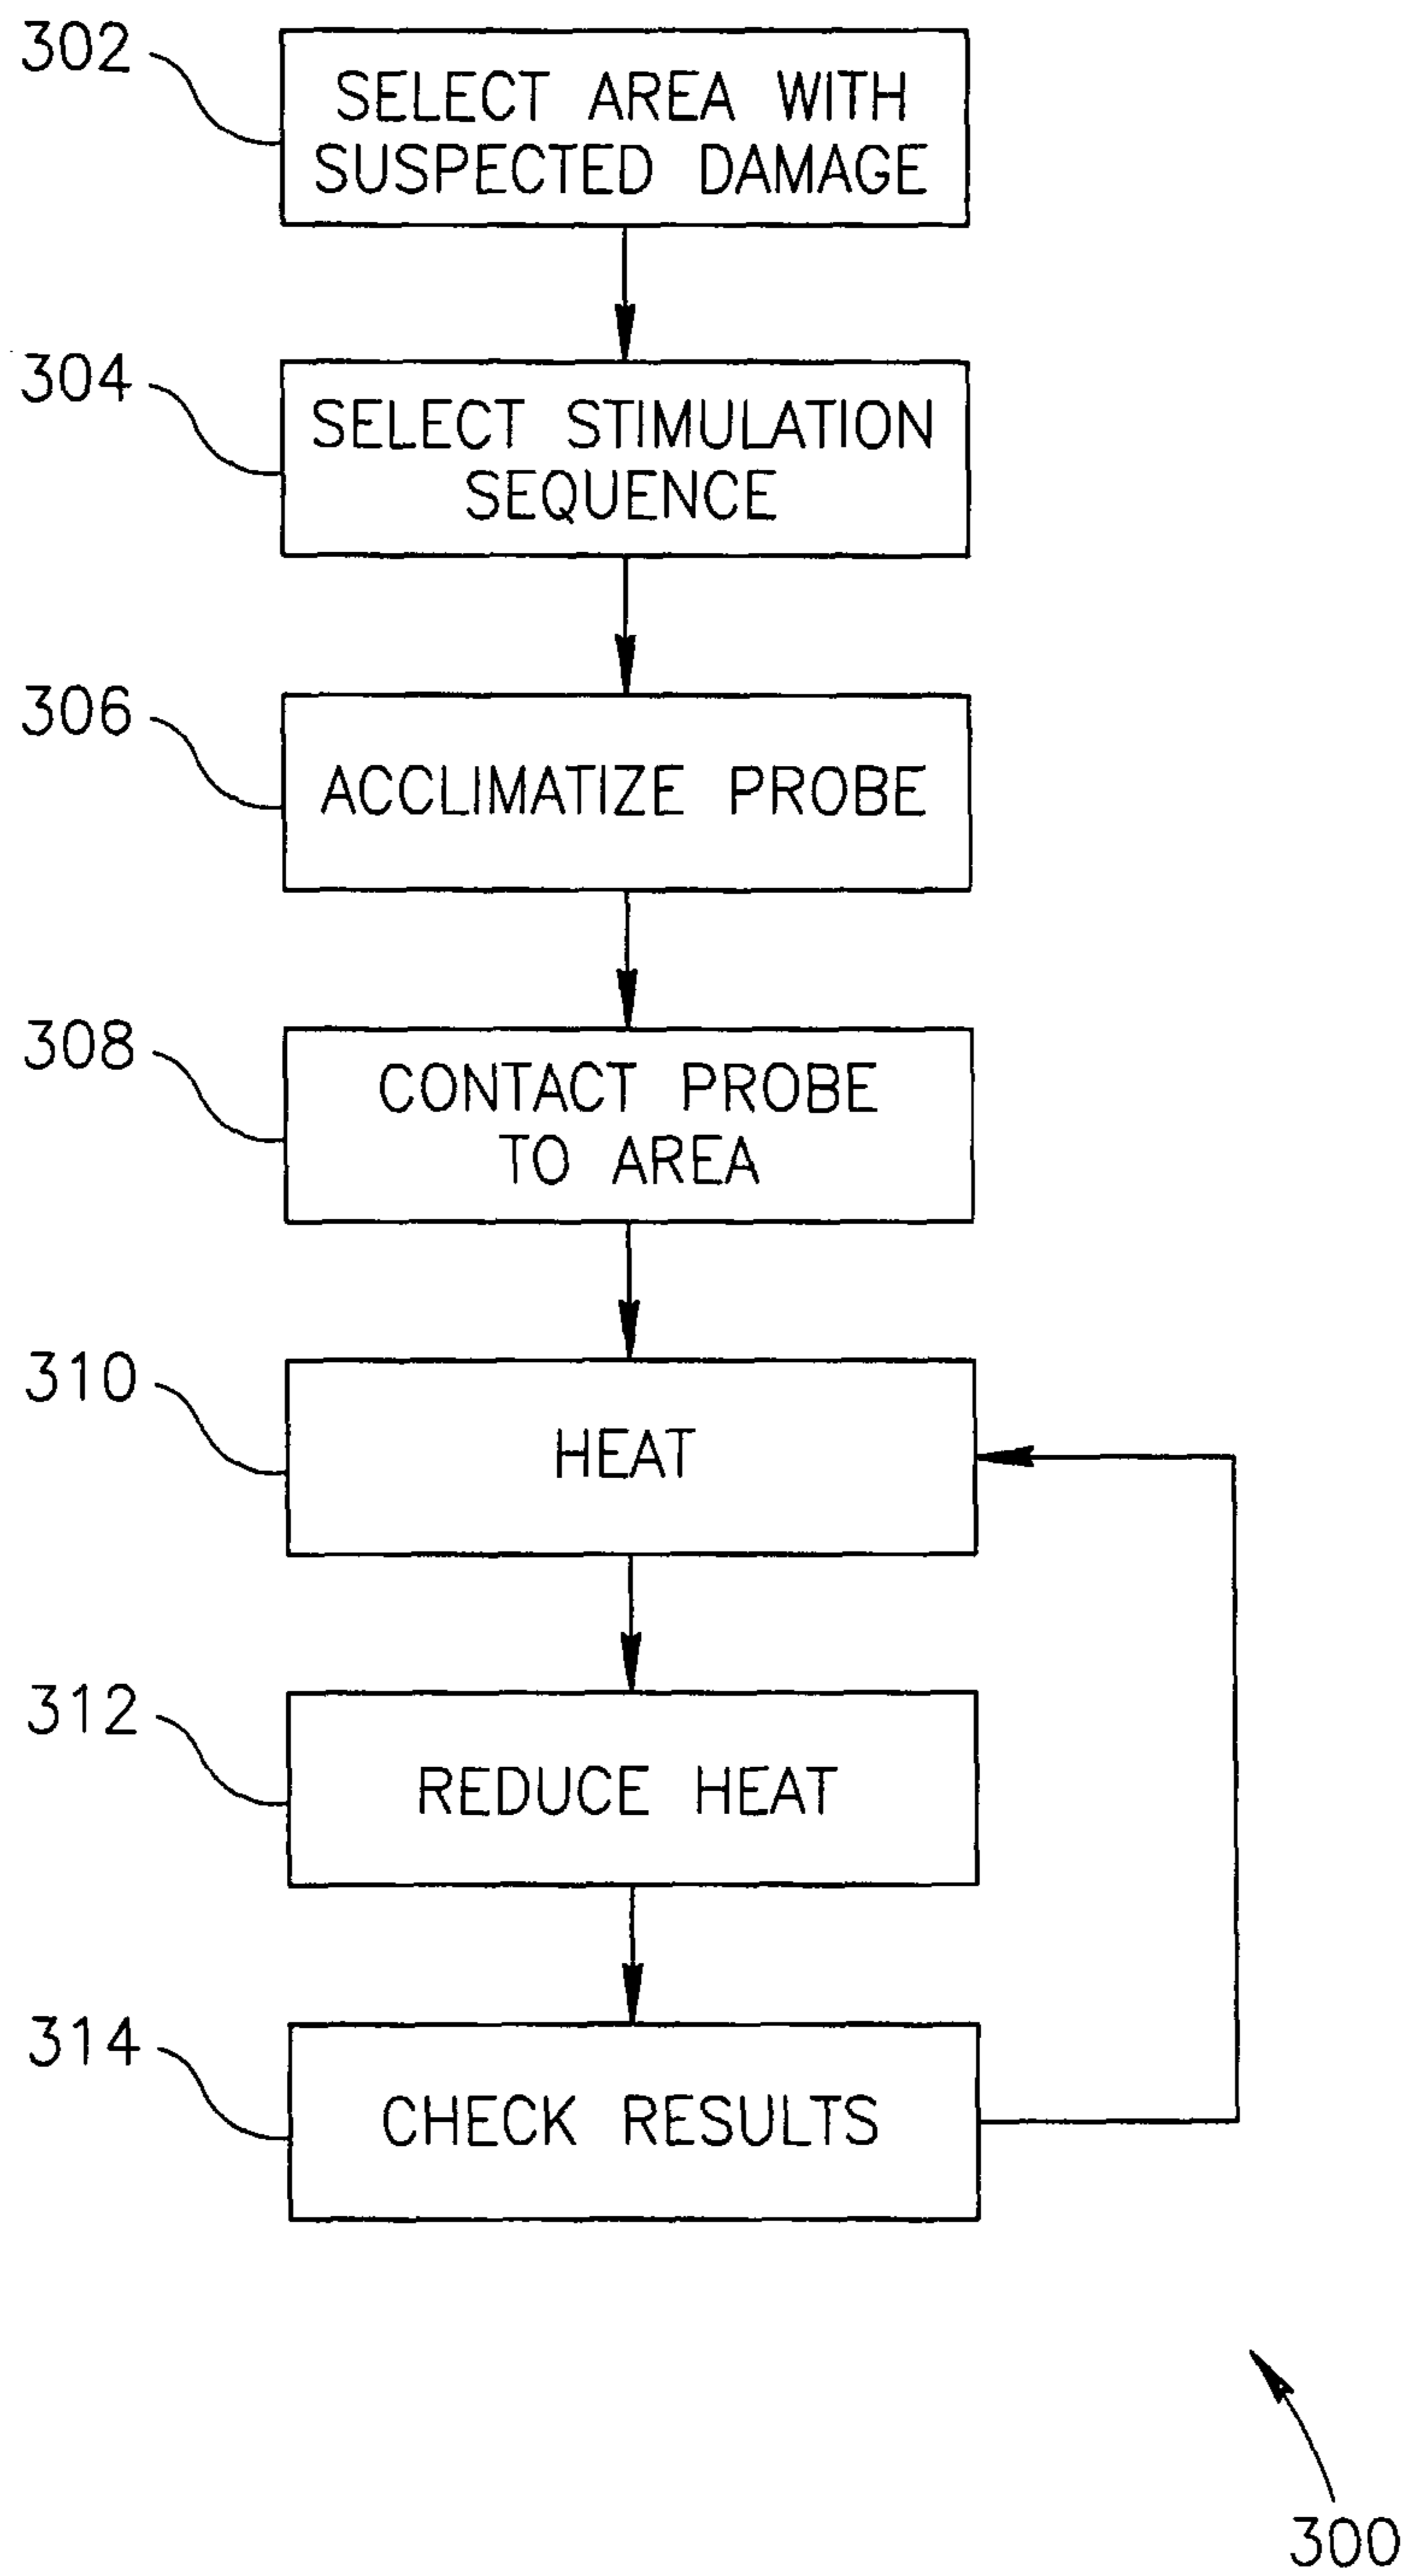 302
SELECT AREA WITH
SUSPECTED DAMAGE
304
SELECT STIMULATION
SEQUENCE
306
ACCLIMATIZE PROBE
308
CONTACT PROBE
TO AREA
310
HEAT
312
REDUCE HEAT
314
CHECK RESULTS
300